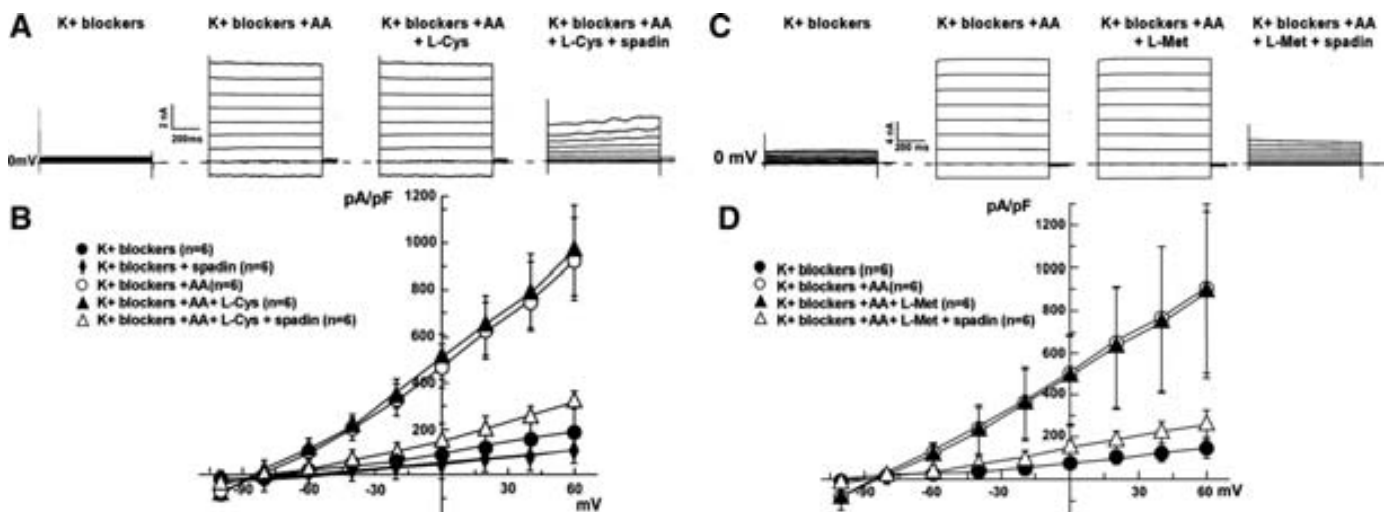 A
K+ blockers
K+ blockers +AA
K+ blockers +AA
+ L-Cys
K+ blockers +AA
+ L-Cys + spadin
2 nA
200ms
0mV
C
K+ blockers
K+ blockers +AA
K+ blockers +AA
+ L-Met
K+ blockers +AA
+ L-Met + spadin
4 nA
200 ms
0 mV
B
pA/pF
1200
1000
800
600
400
200
-90
-60
-30
30
60
mV
K+ blockers (n=6)
K+ blockers + spadin (n=6)
K+ blockers +AA(n=6)
K+ blockers +AA+ L-Cys (n=6)
K+ blockers +AA+ L-Cys + spadin (n=6)
D
pA/pF
1200
1000
800
600
400
200
-90
-60
-30
30
60 mV
K+ blockers (n=6)
K+ blockers +AA(n=6)
K+ blockers +AA+ L-Met (n=6)
K+ blockers +AA+ L-Met + spadin (n=6)